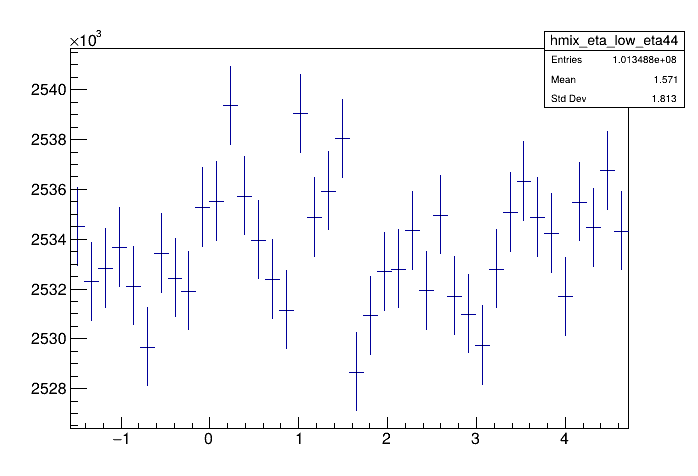 ×10³
hmix_eta_low_eta44
Entries 1.013488e+08
Mean 1.571
Std Dev 1.813
2540
2538
2536
2534
2532
2530
2528
−1 0 1 2 3 4